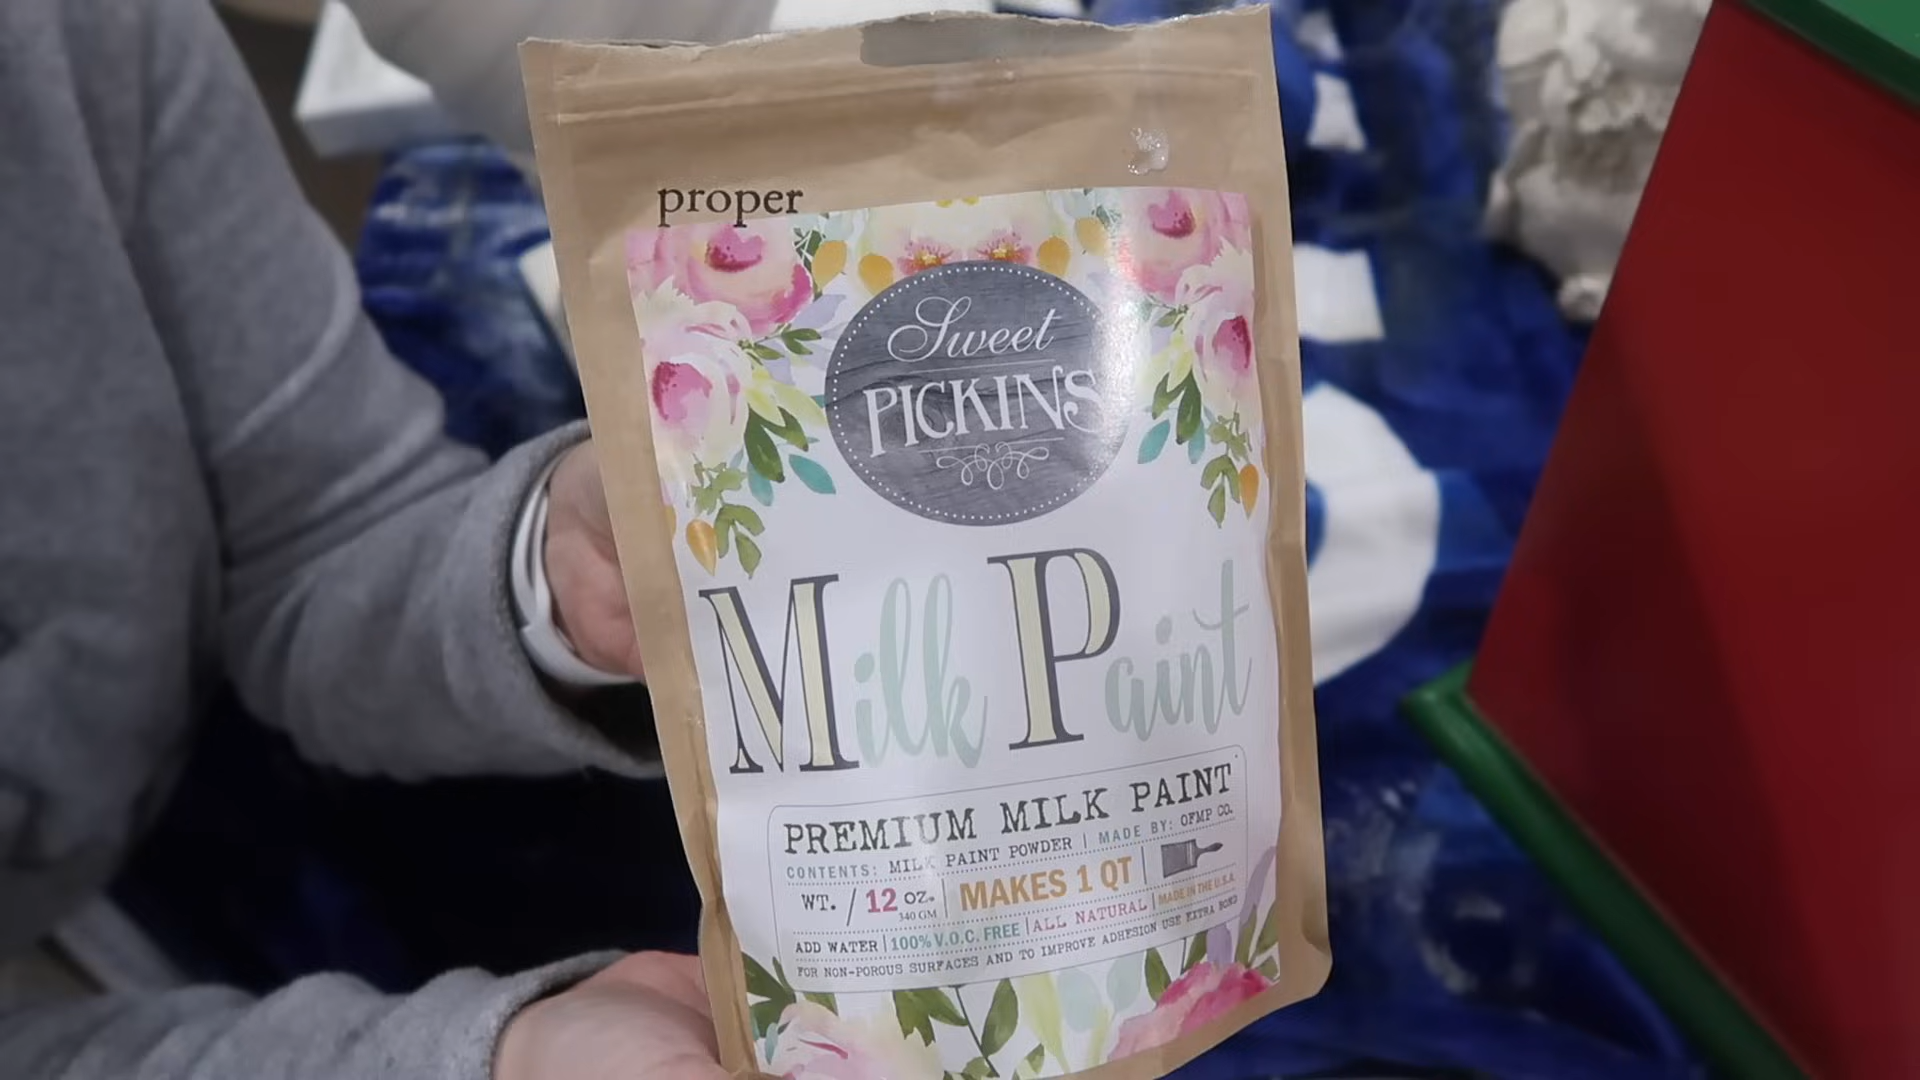 proper
Sweet
PICKINS
Milk Paint
PREMIUM MILK PAINT
CONTENTS: MILK PAINT POWDER | MADE BY: OFMP CO.
WT. / 12 OZ. 340 GM | MAKES 1 QT
ADD WATER | 100% V.O.C. FREE | ALL NATURAL | MADE IN THE U.S.A
FOR NON-POROUS SURFACES AND TO IMPROVE ADHESION USE EXTRA BOND